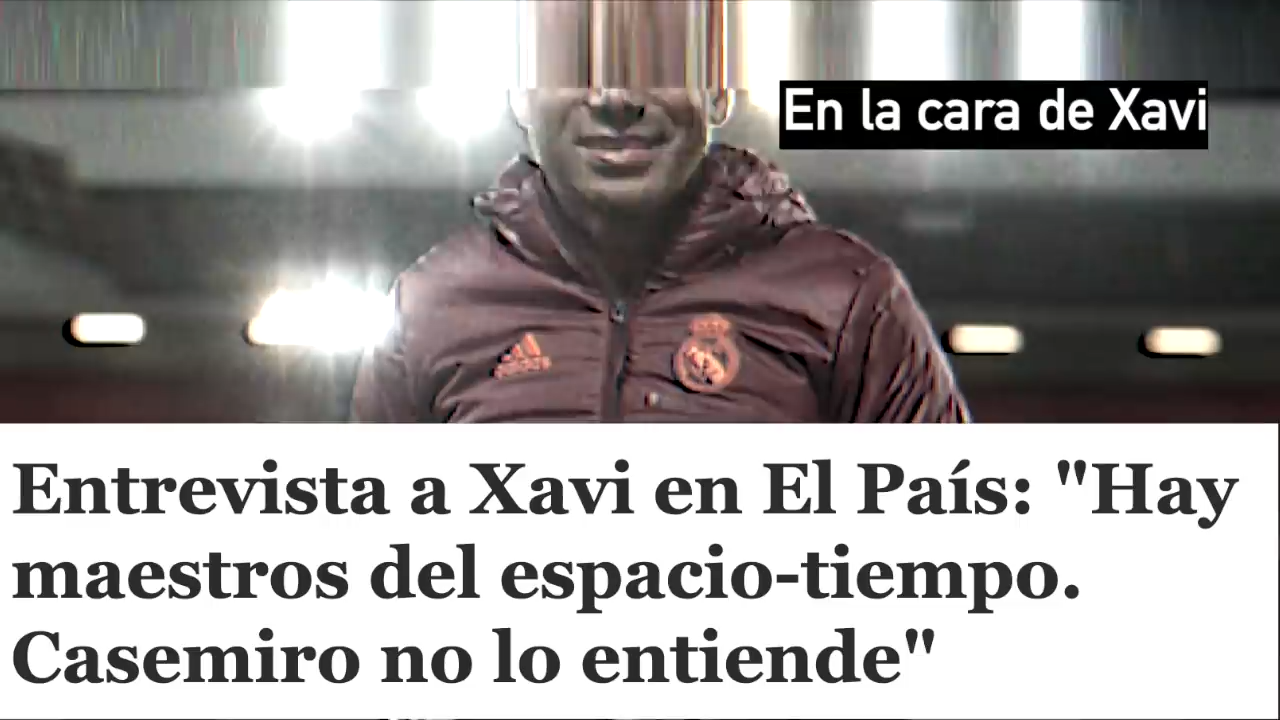 En la cara de Xavi
adidas
Entrevista a Xavi en El País: "Hay
maestros del espacio-tiempo.
Casemiro no lo entiende"